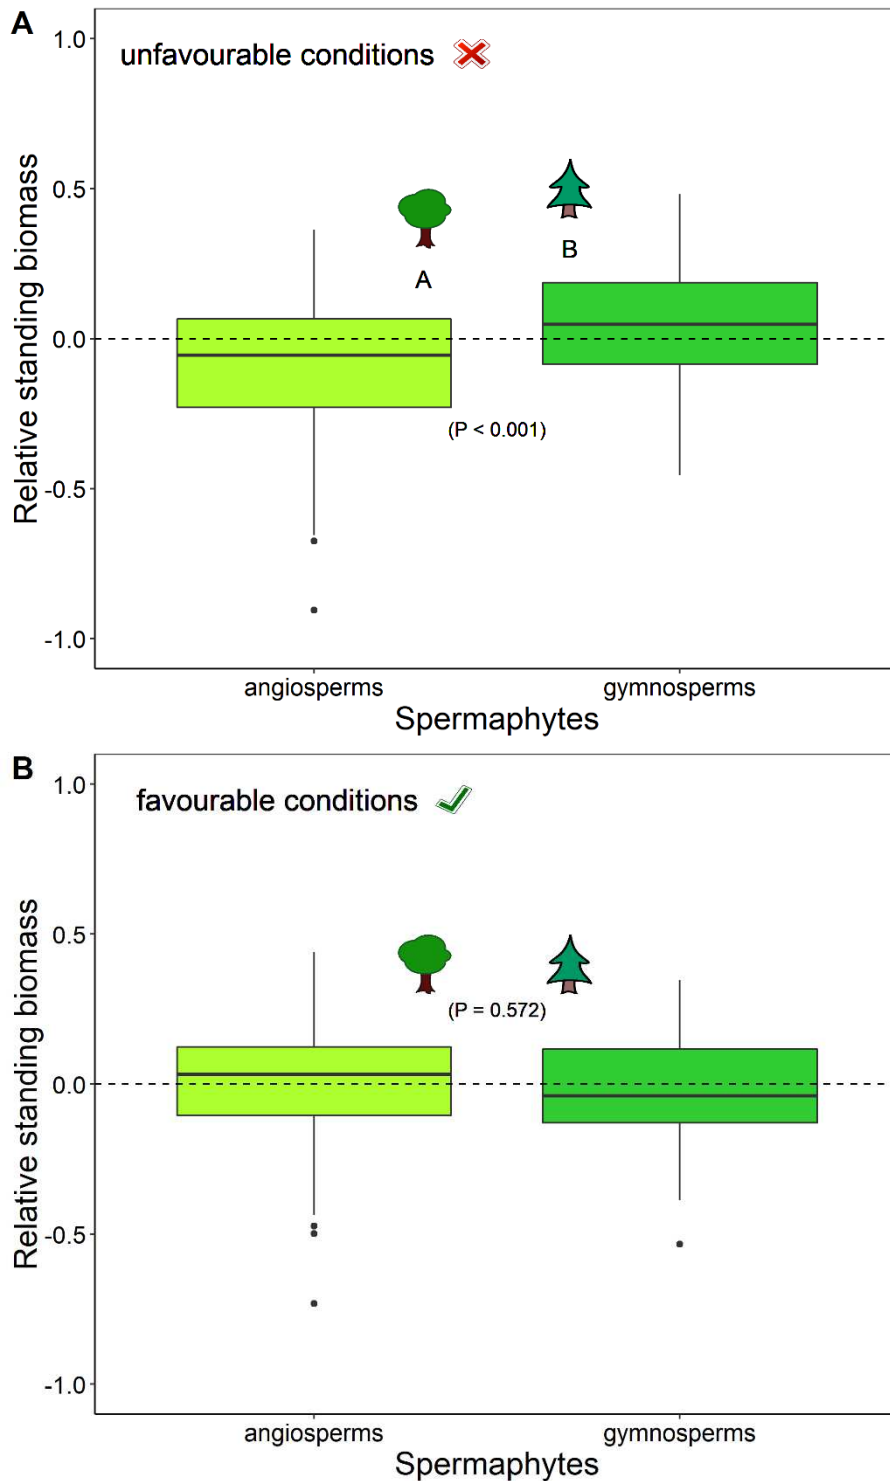 A
unfavourable conditions
1.0
0.5
0.0
-0.5
-1.0
Relative standing biomass
A
B
(P < 0.001)
angiosperms
gymnosperms
Spermaphytes
B
favourable conditions
1.0
0.5
0.0
-0.5
-1.0
Relative standing biomass
(P = 0.572)
angiosperms
gymnosperms
Spermaphytes